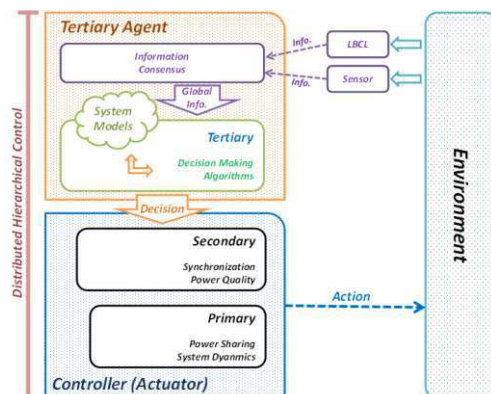 Tertiary Agent
Information
Consensus
Info.
LBCL
Info.
Sensor
Global
Info.
System
Models
Tertiary
Decision Making
Algorithms
Decision
Secondary
Synchronization
Power Quality
Primary
Power Sharing
System Dyanmics
Controller (Actuator)
Action
Environment
Distributed Hierarchical Control